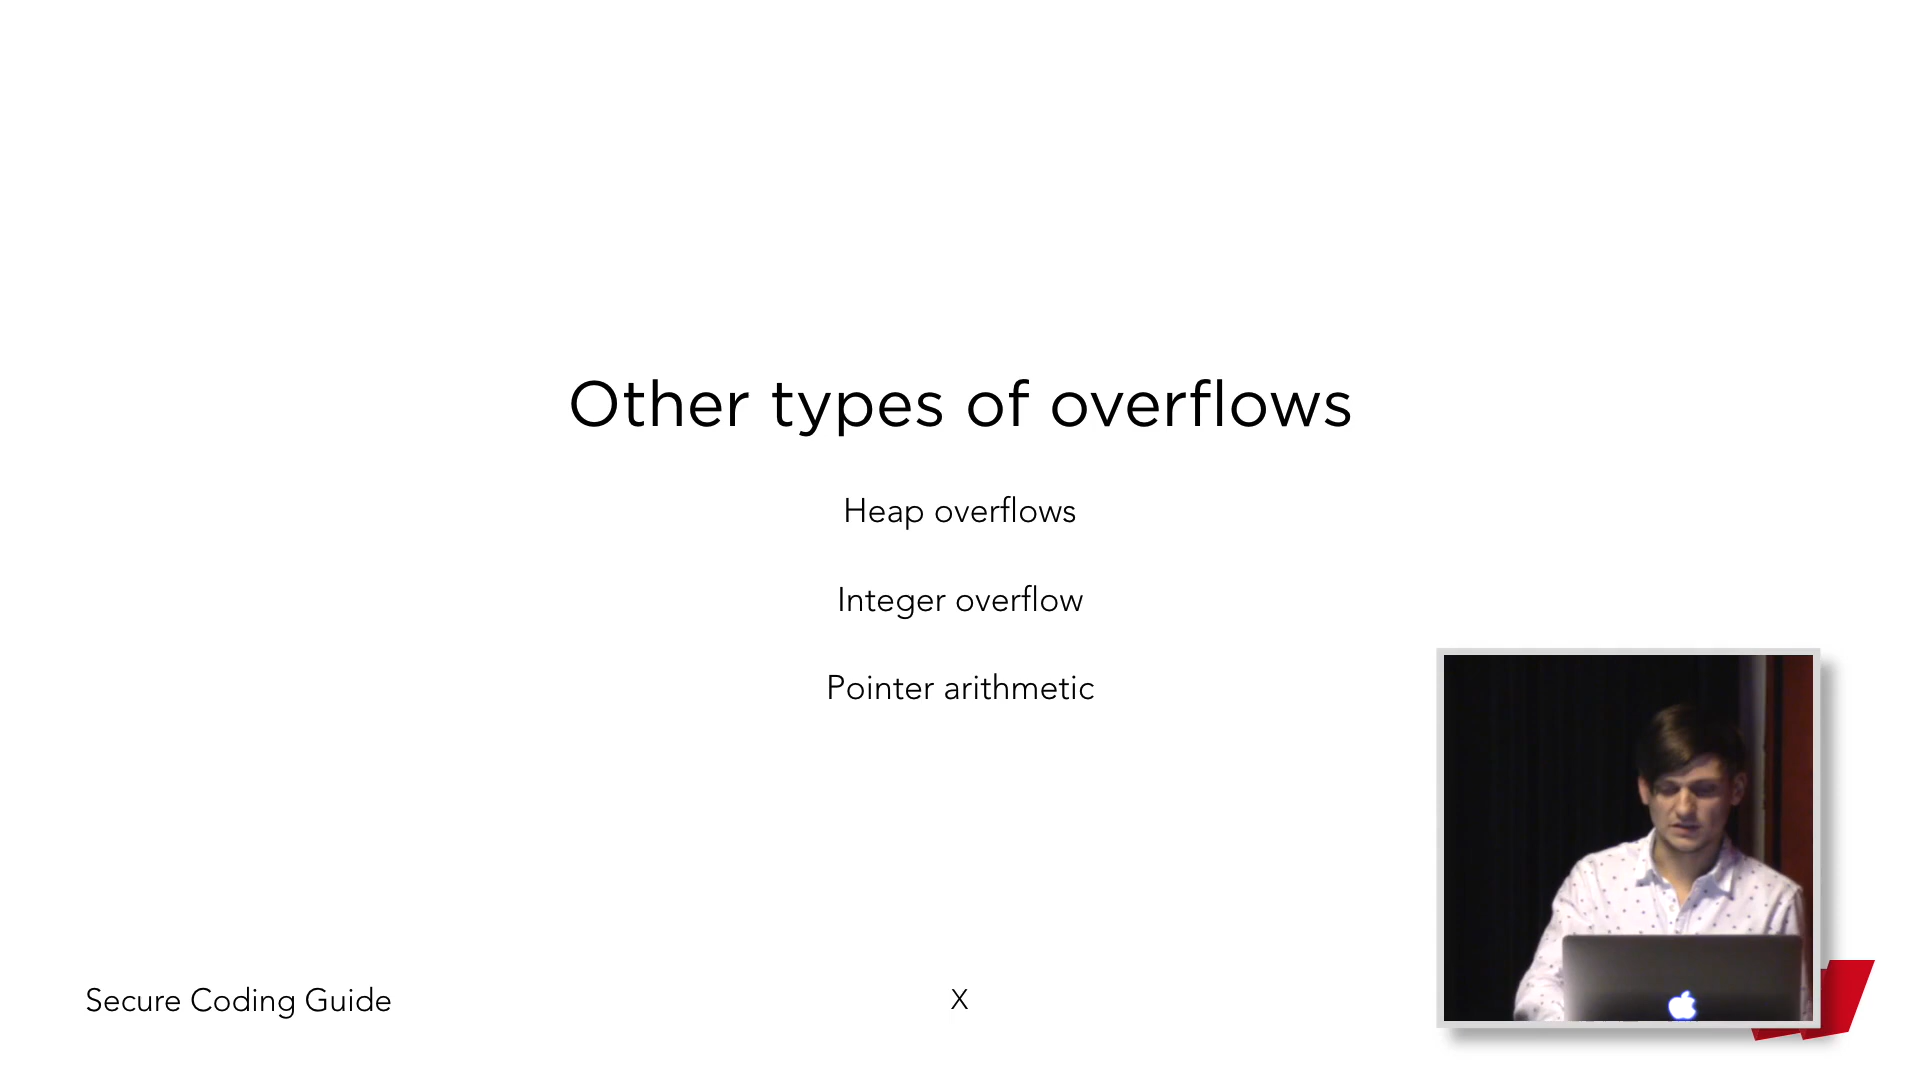 Other types of overflows
Heap overflows
Integer overflow
Pointer arithmetic
Secure Coding Guide
X